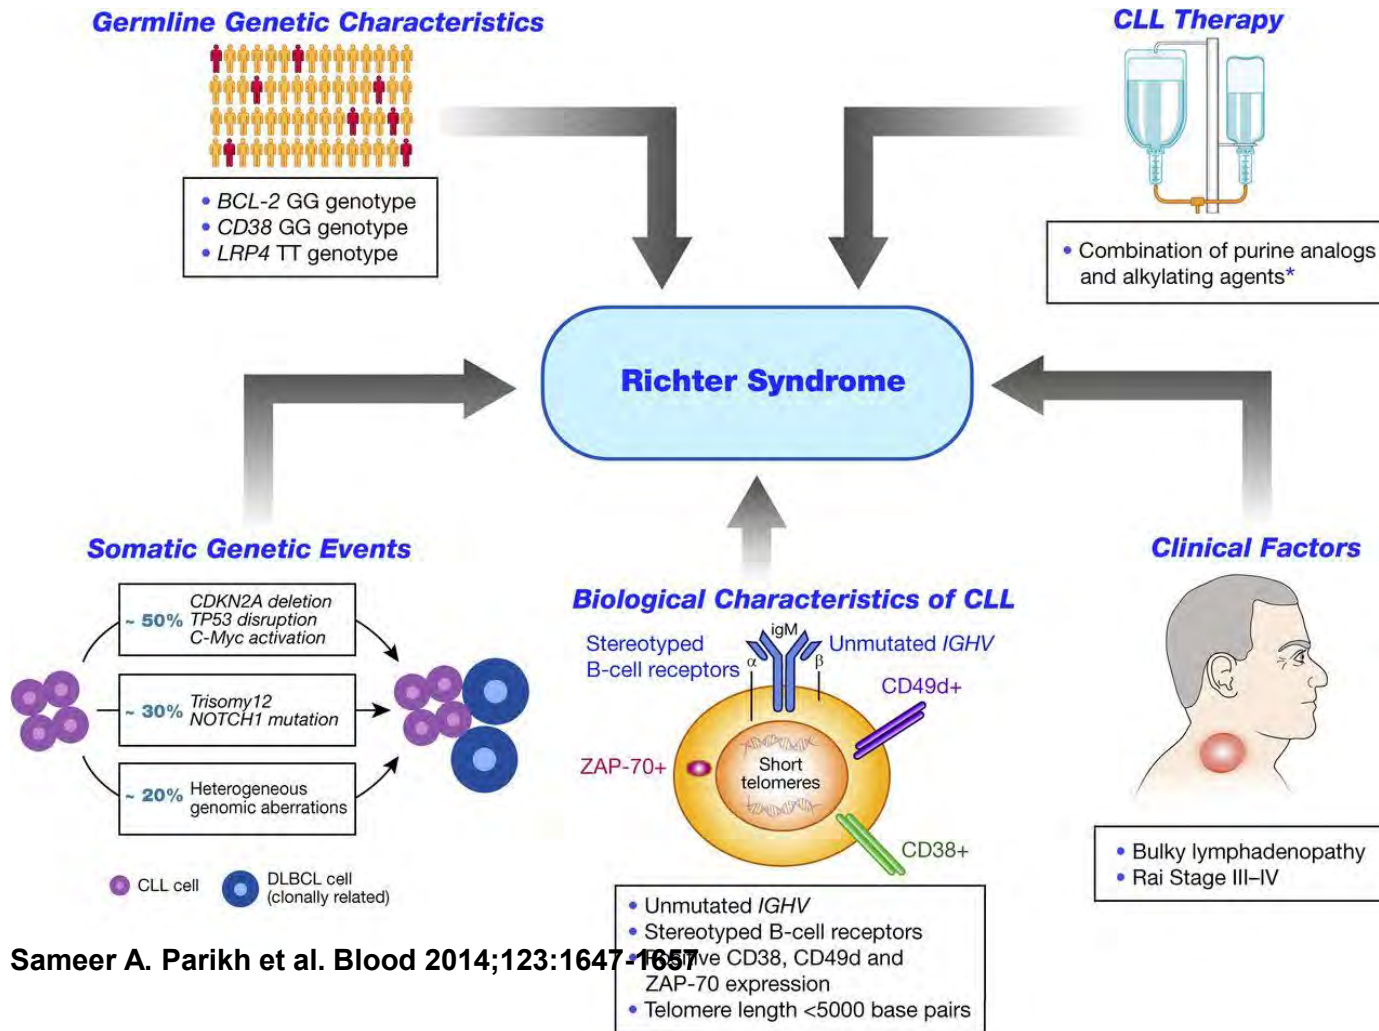 Germline Genetic Characteristics
• BCL-2 GG genotype
• CD38 GG genotype
• LRP4 TT genotype
CLL Therapy
• Combination of purine analogs
and alkylating agents*
Richter Syndrome
Somatic Genetic Events
~ 50% CDKN2A deletion
TP53 disruption
C-Myc activation
~ 30% Trisomy12
NOTCH1 mutation
~ 20% Heterogeneous
genomic aberrations
CLL cell
DLBCL cell
(clonally related)
Biological Characteristics of CLL
Stereotyped
B-cell receptors
igM
α
β
Unmutated IGHV
CD49d+
ZAP-70+
Short
telomeres
CD38+
• Unmutated IGHV
• Stereotyped B-cell receptors
• Positive CD38, CD49d and
ZAP-70 expression
• Telomere length <5000 base pairs
Clinical Factors
• Bulky lymphadenopathy
• Rai Stage III–IV
Sameer A. Parikh et al. Blood 2014;123:1647-1657